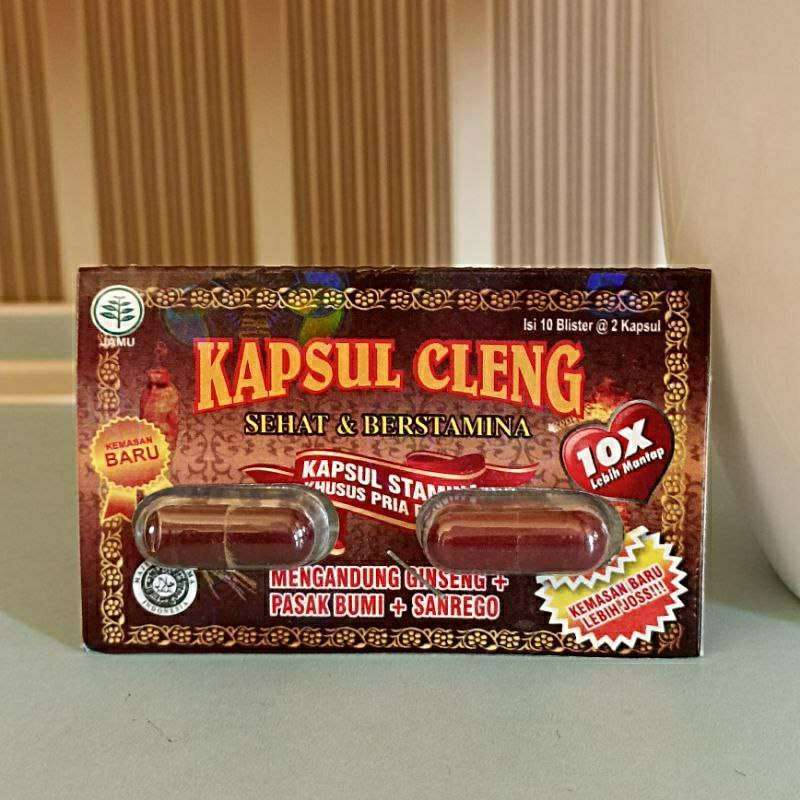 JAMU
Isi 10 Blister @ 2 Kapsul
KAPSUL CLENG
SEHAT & BERSTAMINA
KEMASAN
BARU
10X
Lebih Mantap
KAPSUL
KHUSUS PRIA
MENGANDUNG GINSENG +
PASAK BUMI + SANREGO
KEMASAN BARU
LEBIH JOSS!!!
INDONESIA